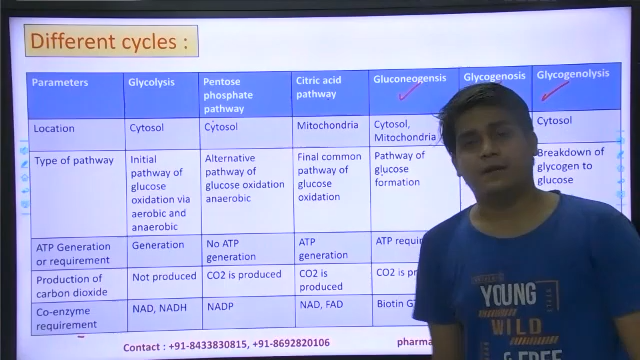 Different cycles :
Parameters Glycolysis Pentose phosphate pathway Citric acid pathway Gluconeogensis Glycogenosis Glycogenolysis
Location Cytosol Cytosol Mitochondria Cytosol, Mitochondria Cytosol
Type of pathway Initial pathway of glucose oxidation via aerobic and anaerobic Alternative pathway of glucose oxidation anaerobic Final common pathway of glucose oxidation Pathway of glucose formation Breakdown of glycogen to glucose
ATP Generation or requirement Generation No ATP generation ATP generation ATP
Production of carbon dioxide Not produced CO2 is produced CO2 is produced CO2 is
Co-enzyme requirement NAD, NADH NADP NAD, FAD Biotin
Contact : +91-8433830815, +91-8692820106
YOUNG
WILD
FREE